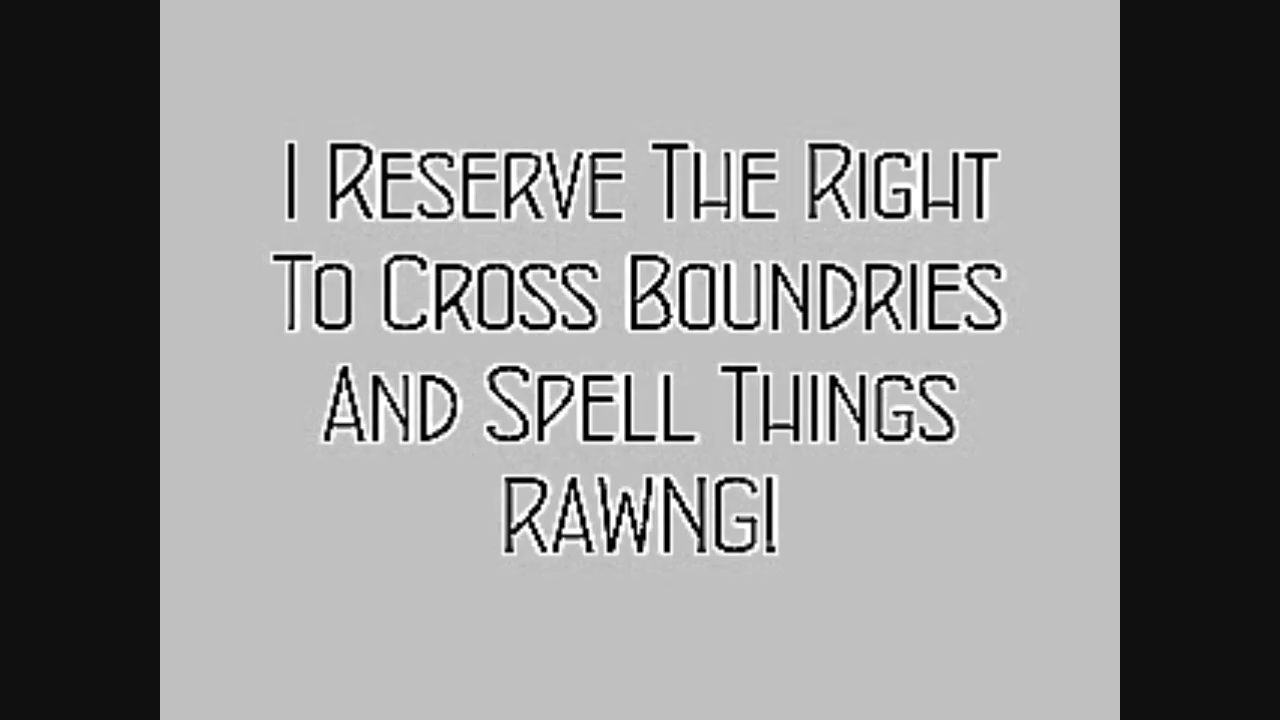 I Reserve The Right
To Cross Boundries
And Spell Things
RAWNG!